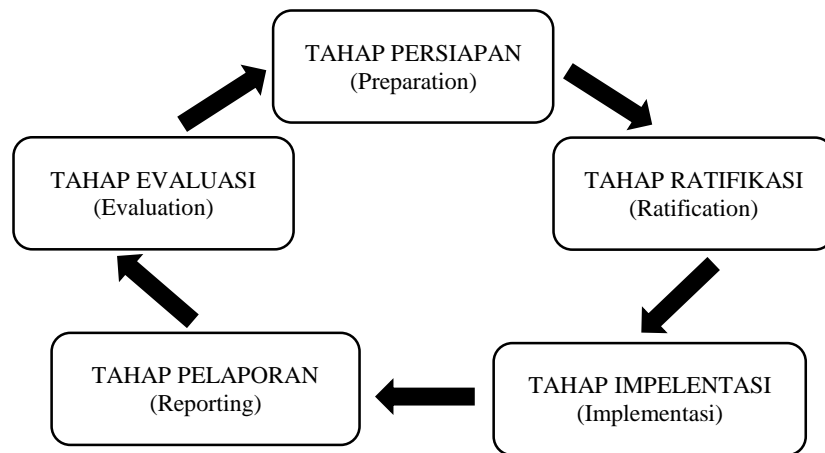 TAHAP PERSIAPAN
(Preparation)
TAHAP RATIFIKASI
(Ratification)
TAHAP IMPELENTASI
(Implementasi)
TAHAP PELAPORAN
(Reporting)
TAHAP EVALUASI
(Evaluation)